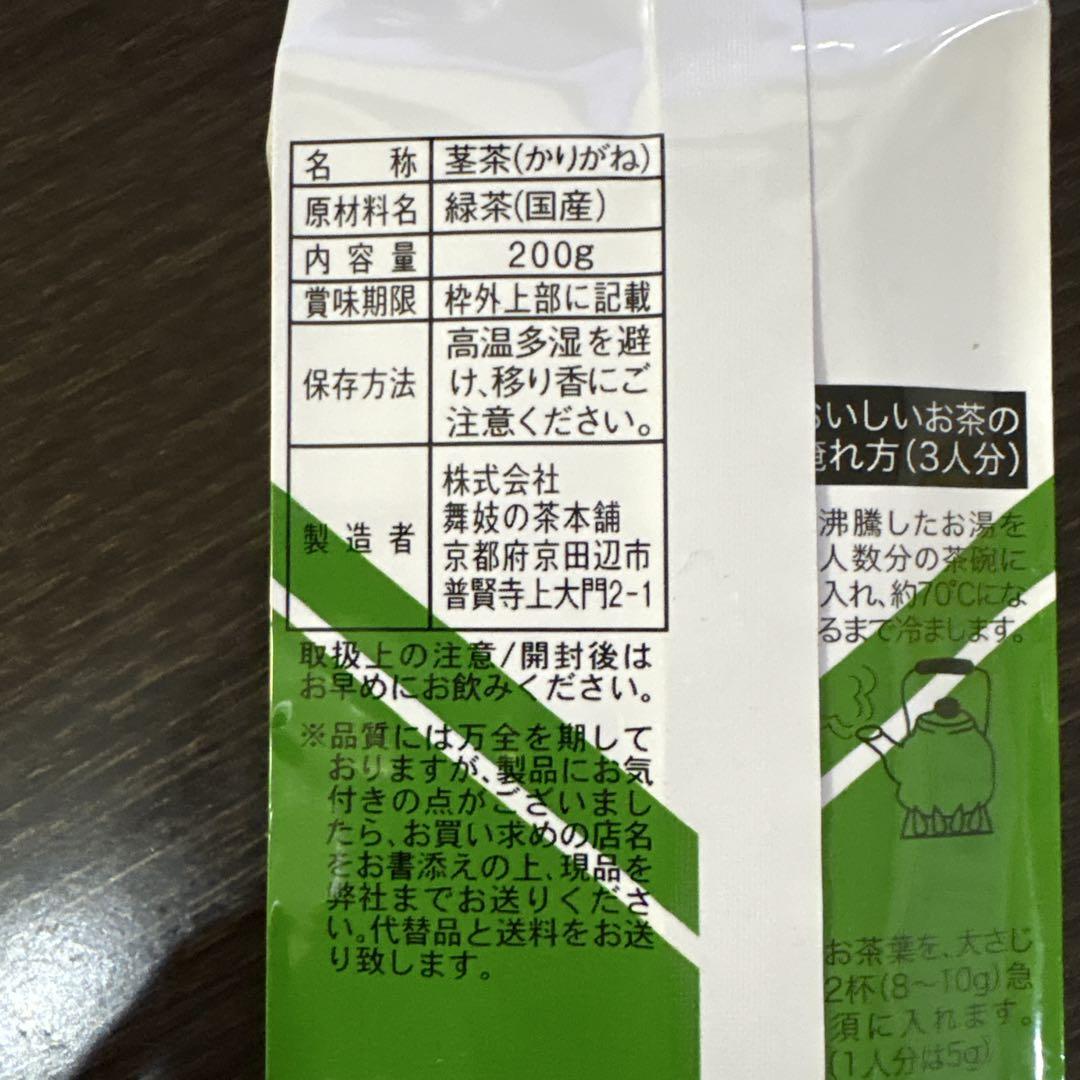 名 称 茎茶(かりがね)
原材料名 緑茶(国産)
内容量 200g
賞味期限 枠外上部に記載
保存方法 高温多湿を避
け、移り香にご
注意ください。
製造者 株式会社
舞妓の茶本舗
京都府京田辺市
普賢寺上大門2-1
取扱上の注意/開封後は
お早めにお飲みください。
※品質には万全を期して
おりますが、製品にお気
付きの点がございまし
たら、お買い求めの店名
をお書添えの上、現品を
弊社までお送りくださ
い。代替品と送料をお送
り致します。
おいしいお茶の
淹れ方(3人分)
沸騰したお湯を
人数分の茶碗に
入れ、約70℃にな
るまで冷まします。
お茶葉を、大さじ
2杯(8〜10g)急
須に入れます。
(1人分は5g)